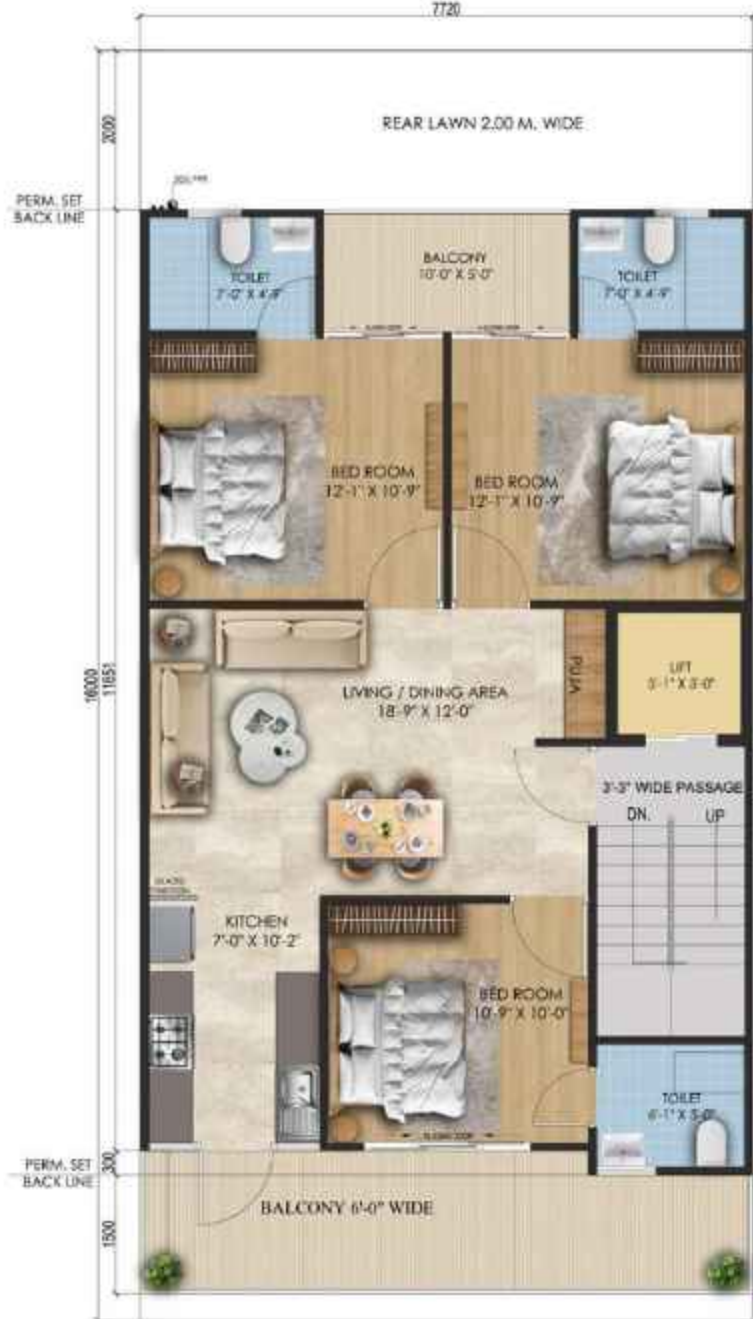 7720
2000
REAR LAWN 2.00 M. WIDE
PERM. SET
BACK LINE
TOILET
7'-0" X 4'-9"
BALCONY
10'-0" X 5'-0"
TOILET
7'-0" X 4'-9"
BED ROOM
12'-1" X 10'-9"
BED ROOM
12'-1" X 10'-9"
16000
11651
LIVING / DINING AREA
18'-9" X 12'-0"
PUJA
LIFT
5'-1" X 5'-0"
3'-3" WIDE PASSAGE
DN.
UP
KITCHEN
7'-0" X 10'-2"
BED ROOM
10'-9" X 10'-0"
TOILET
6'-1" X 5'-0"
PERM. SET
BACK LINE
300
1500
BALCONY 6'-0" WIDE